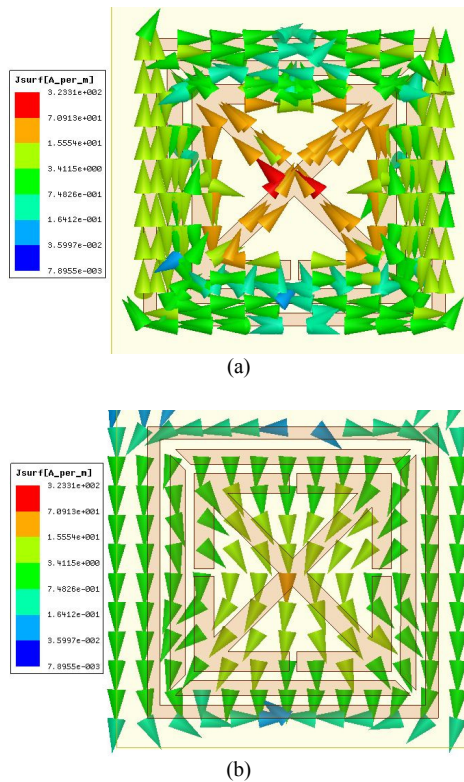 Jsurf[A_per_m]
3.2331e+002
7.0913e+001
1.5554e+001
3.4115e+000
7.4826e-001
1.6412e-001
3.5997e-002
7.8955e-003
(a)
Jsurf[A_per_m]
3.2331e+002
7.0913e+001
1.5554e+001
3.4115e+000
7.4826e-001
1.6412e-001
3.5997e-002
7.8955e-003
(b)